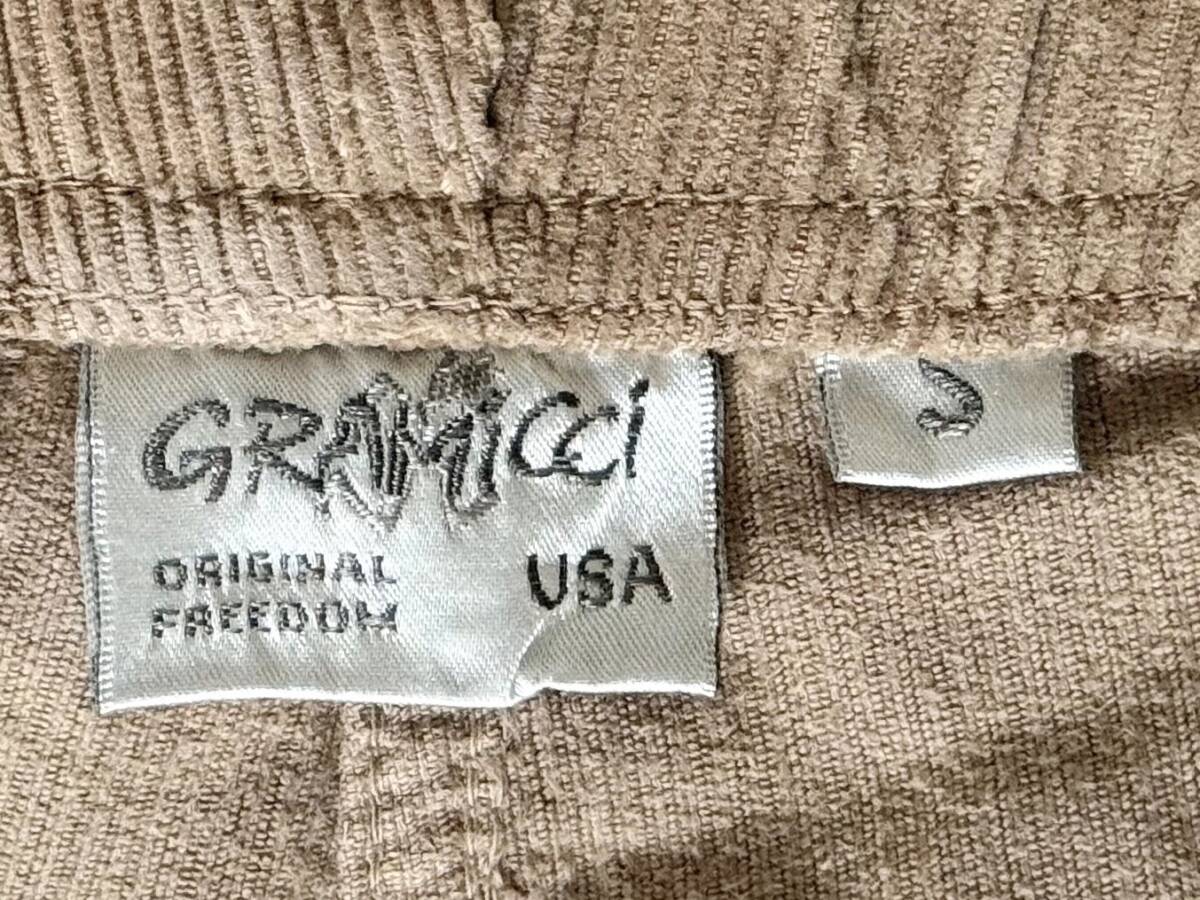 GRAMicci
ORIGINAL
FREEDOM
USA
S